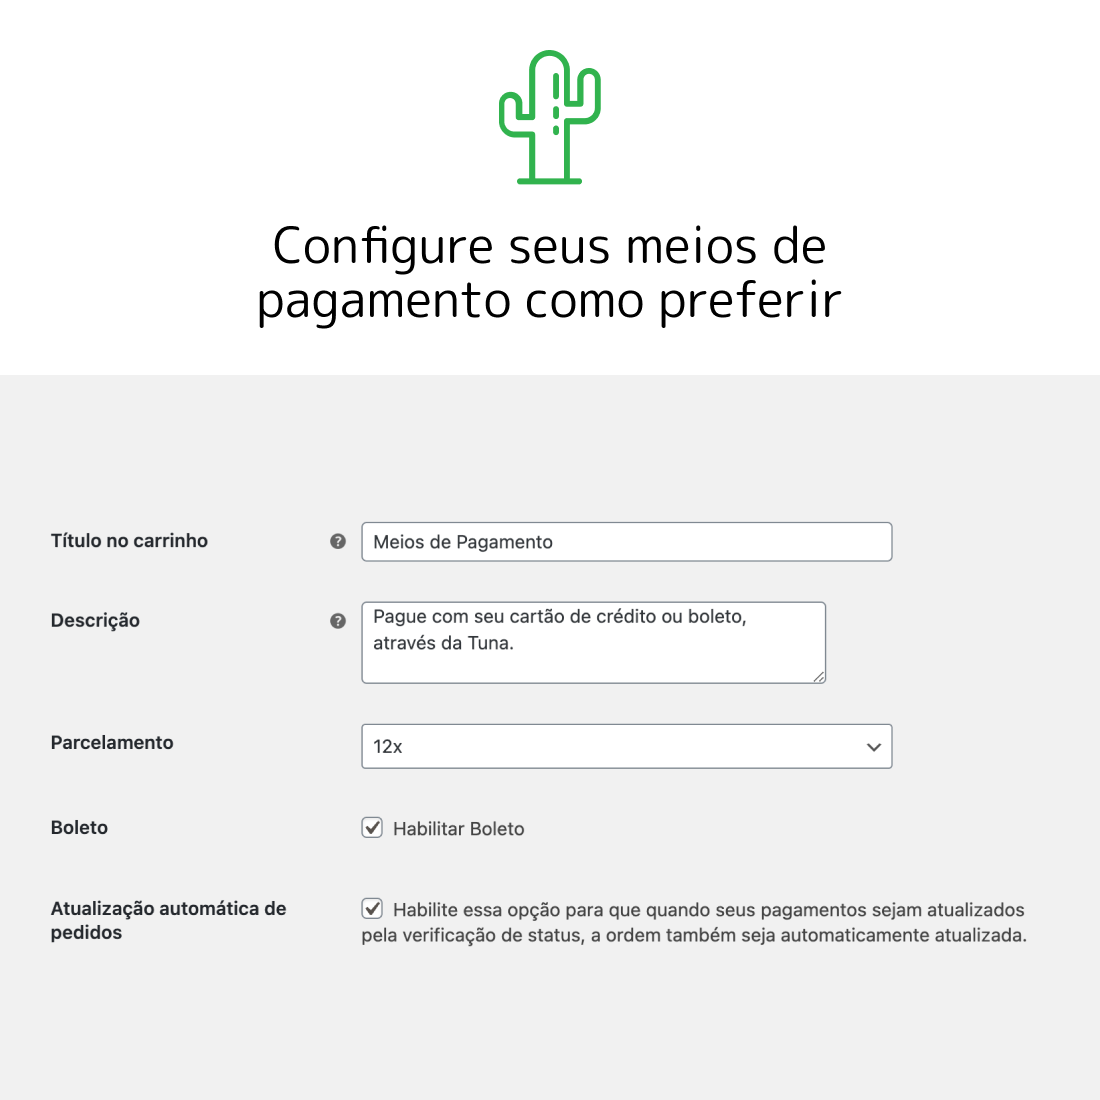 Configure seus meios de
pagamento como preferir
Título no carrinho
?
Meios de Pagamento
Descrição
?
Pague com seu cartão de crédito ou boleto,
através da Tuna.
Parcelamento
12x
Boleto
Habilitar Boleto
Atualização automática de
pedidos
Habilite essa opção para que quando seus pagamentos sejam atualizados
pela verificação de status, a ordem também seja automaticamente atualizada.